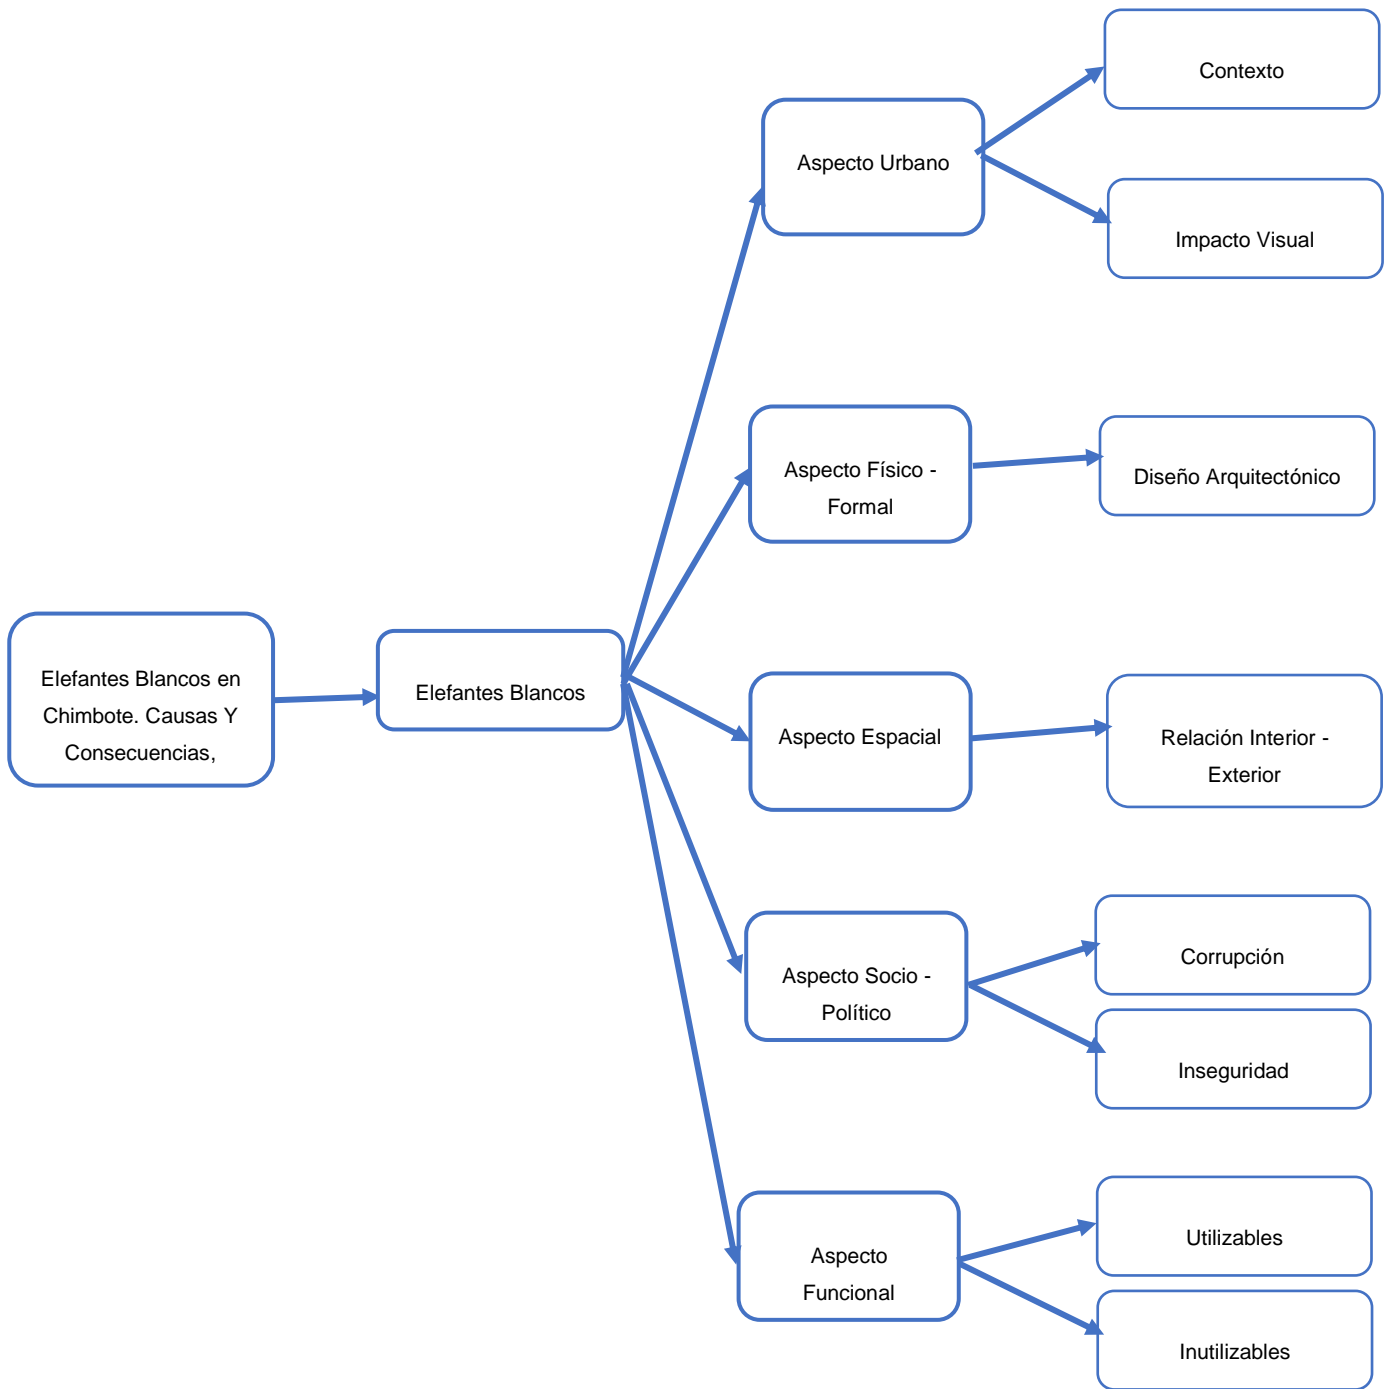 Contexto
Aspecto Urbano
Impacto Visual
Aspecto Físico -
Formal
Diseño Arquitectónico
Elefantes Blancos en
Chimbote. Causas Y
Consecuencias,
Elefantes Blancos
Aspecto Espacial
Relación Interior -
Exterior
Aspecto Socio -
Político
Corrupción
Inseguridad
Aspecto
Funcional
Utilizables
Inutilizables